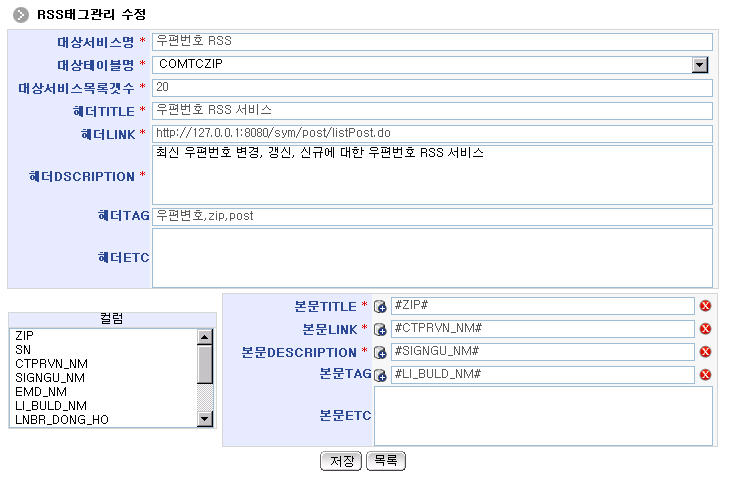 RSS태그관리 수정
대상서비스명 * 우편번호 RSS
대상테이블명 * COMTCZIP
대상서비스목록갯수 * 20
헤더TITLE * 우편번호 RSS 서비스
헤더LINK * http://127.0.0.1:8080/sym/post/listPost.do
헤더DSCRIPTION * 최신 우편번호 변경, 갱신, 신규에 대한 우편번호 RSS 서비스
헤더TAG 우편번호,zip,post
헤더ETC
컬럼
ZIP
SN
CTPRVN_NM
SIGNGU_NM
EMD_NM
LI_BULD_NM
LNBR_DONG_HO
본문TITLE * #ZIP#
본문LINK * #CTPRVN_NM#
본문DESCRIPTION * #SIGNGU_NM#
본문TAG #LI_BULD_NM#
본문ETC
저장 목록